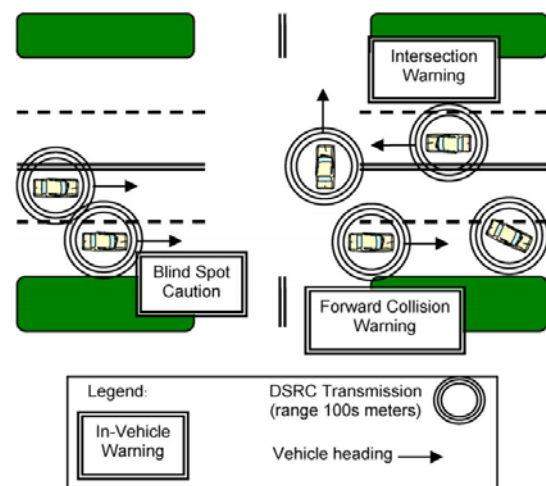 Intersection
Warning
Blind Spot
Caution
Forward Collision
Warning
Legend:
DSRC Transmission
(range 100s meters)
In-Vehicle
Warning
Vehicle heading